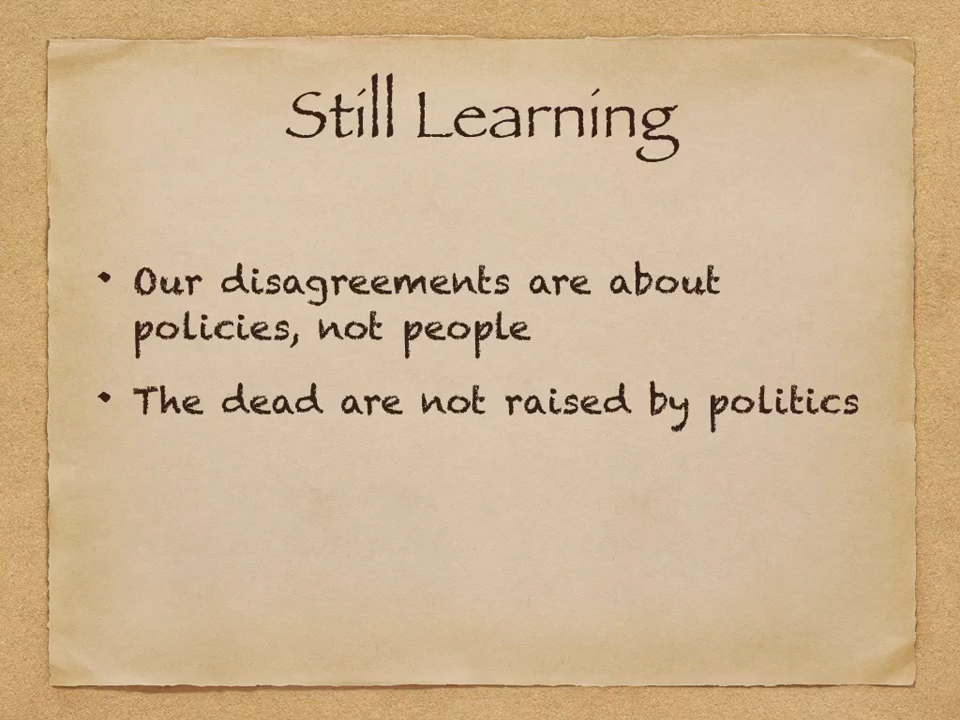 Still Learning
Our disagreements are about
policies, not people
The dead are not raised by politics